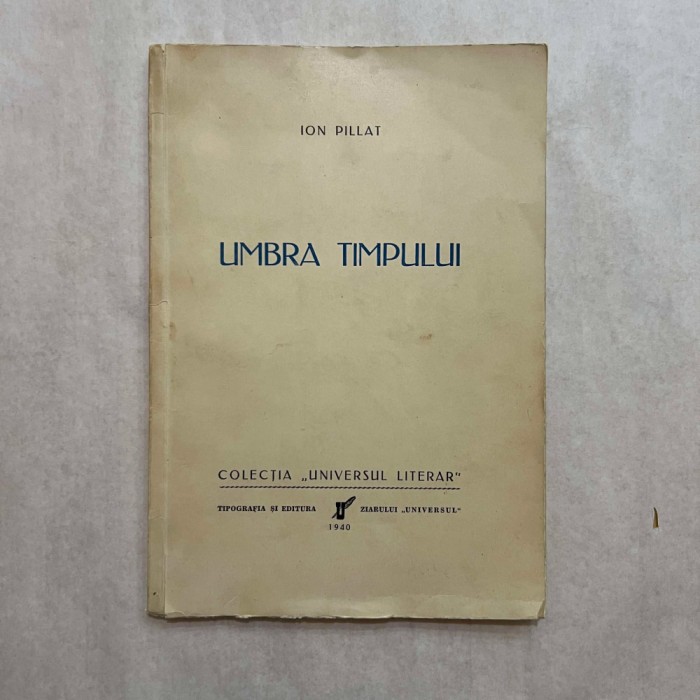 ION PILLAT
UMBRA TIMPULUI
COLECȚIA „UNIVERSUL LITERAR"
TIPOGRAFIA ȘI EDITURA ZIARULUI „UNIVERSUL"
1940